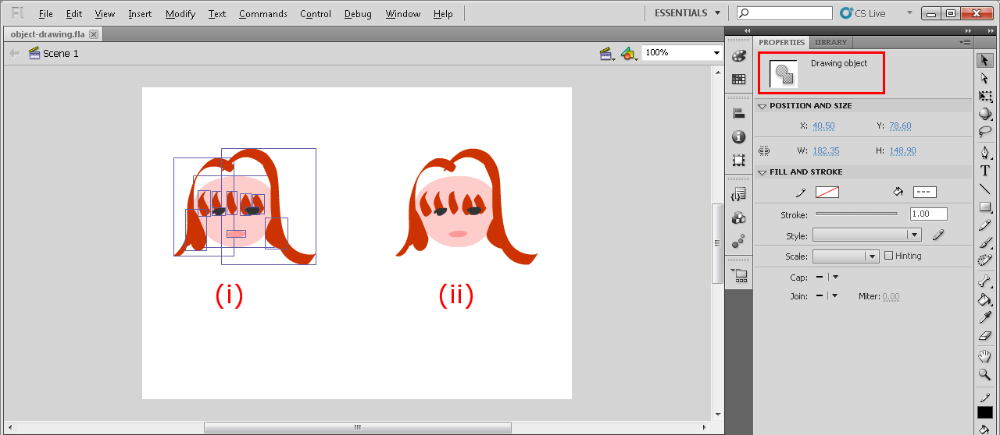 Fl File Edit View Insert Modify Text Commands Control Debug Window Help ESSENTIALS CS Live
object-drawing.fla
Scene 1 100%
PROPERTIES LIBRARY
Drawing object
POSITION AND SIZE
X: 40.50 Y: 78.60
W: 182.35 H: 148.90
FILL AND STROKE
Stroke: 1.00
Style:
Scale: Hinting
Cap:
Join: Miter: 0.00
T
(i) (ii)